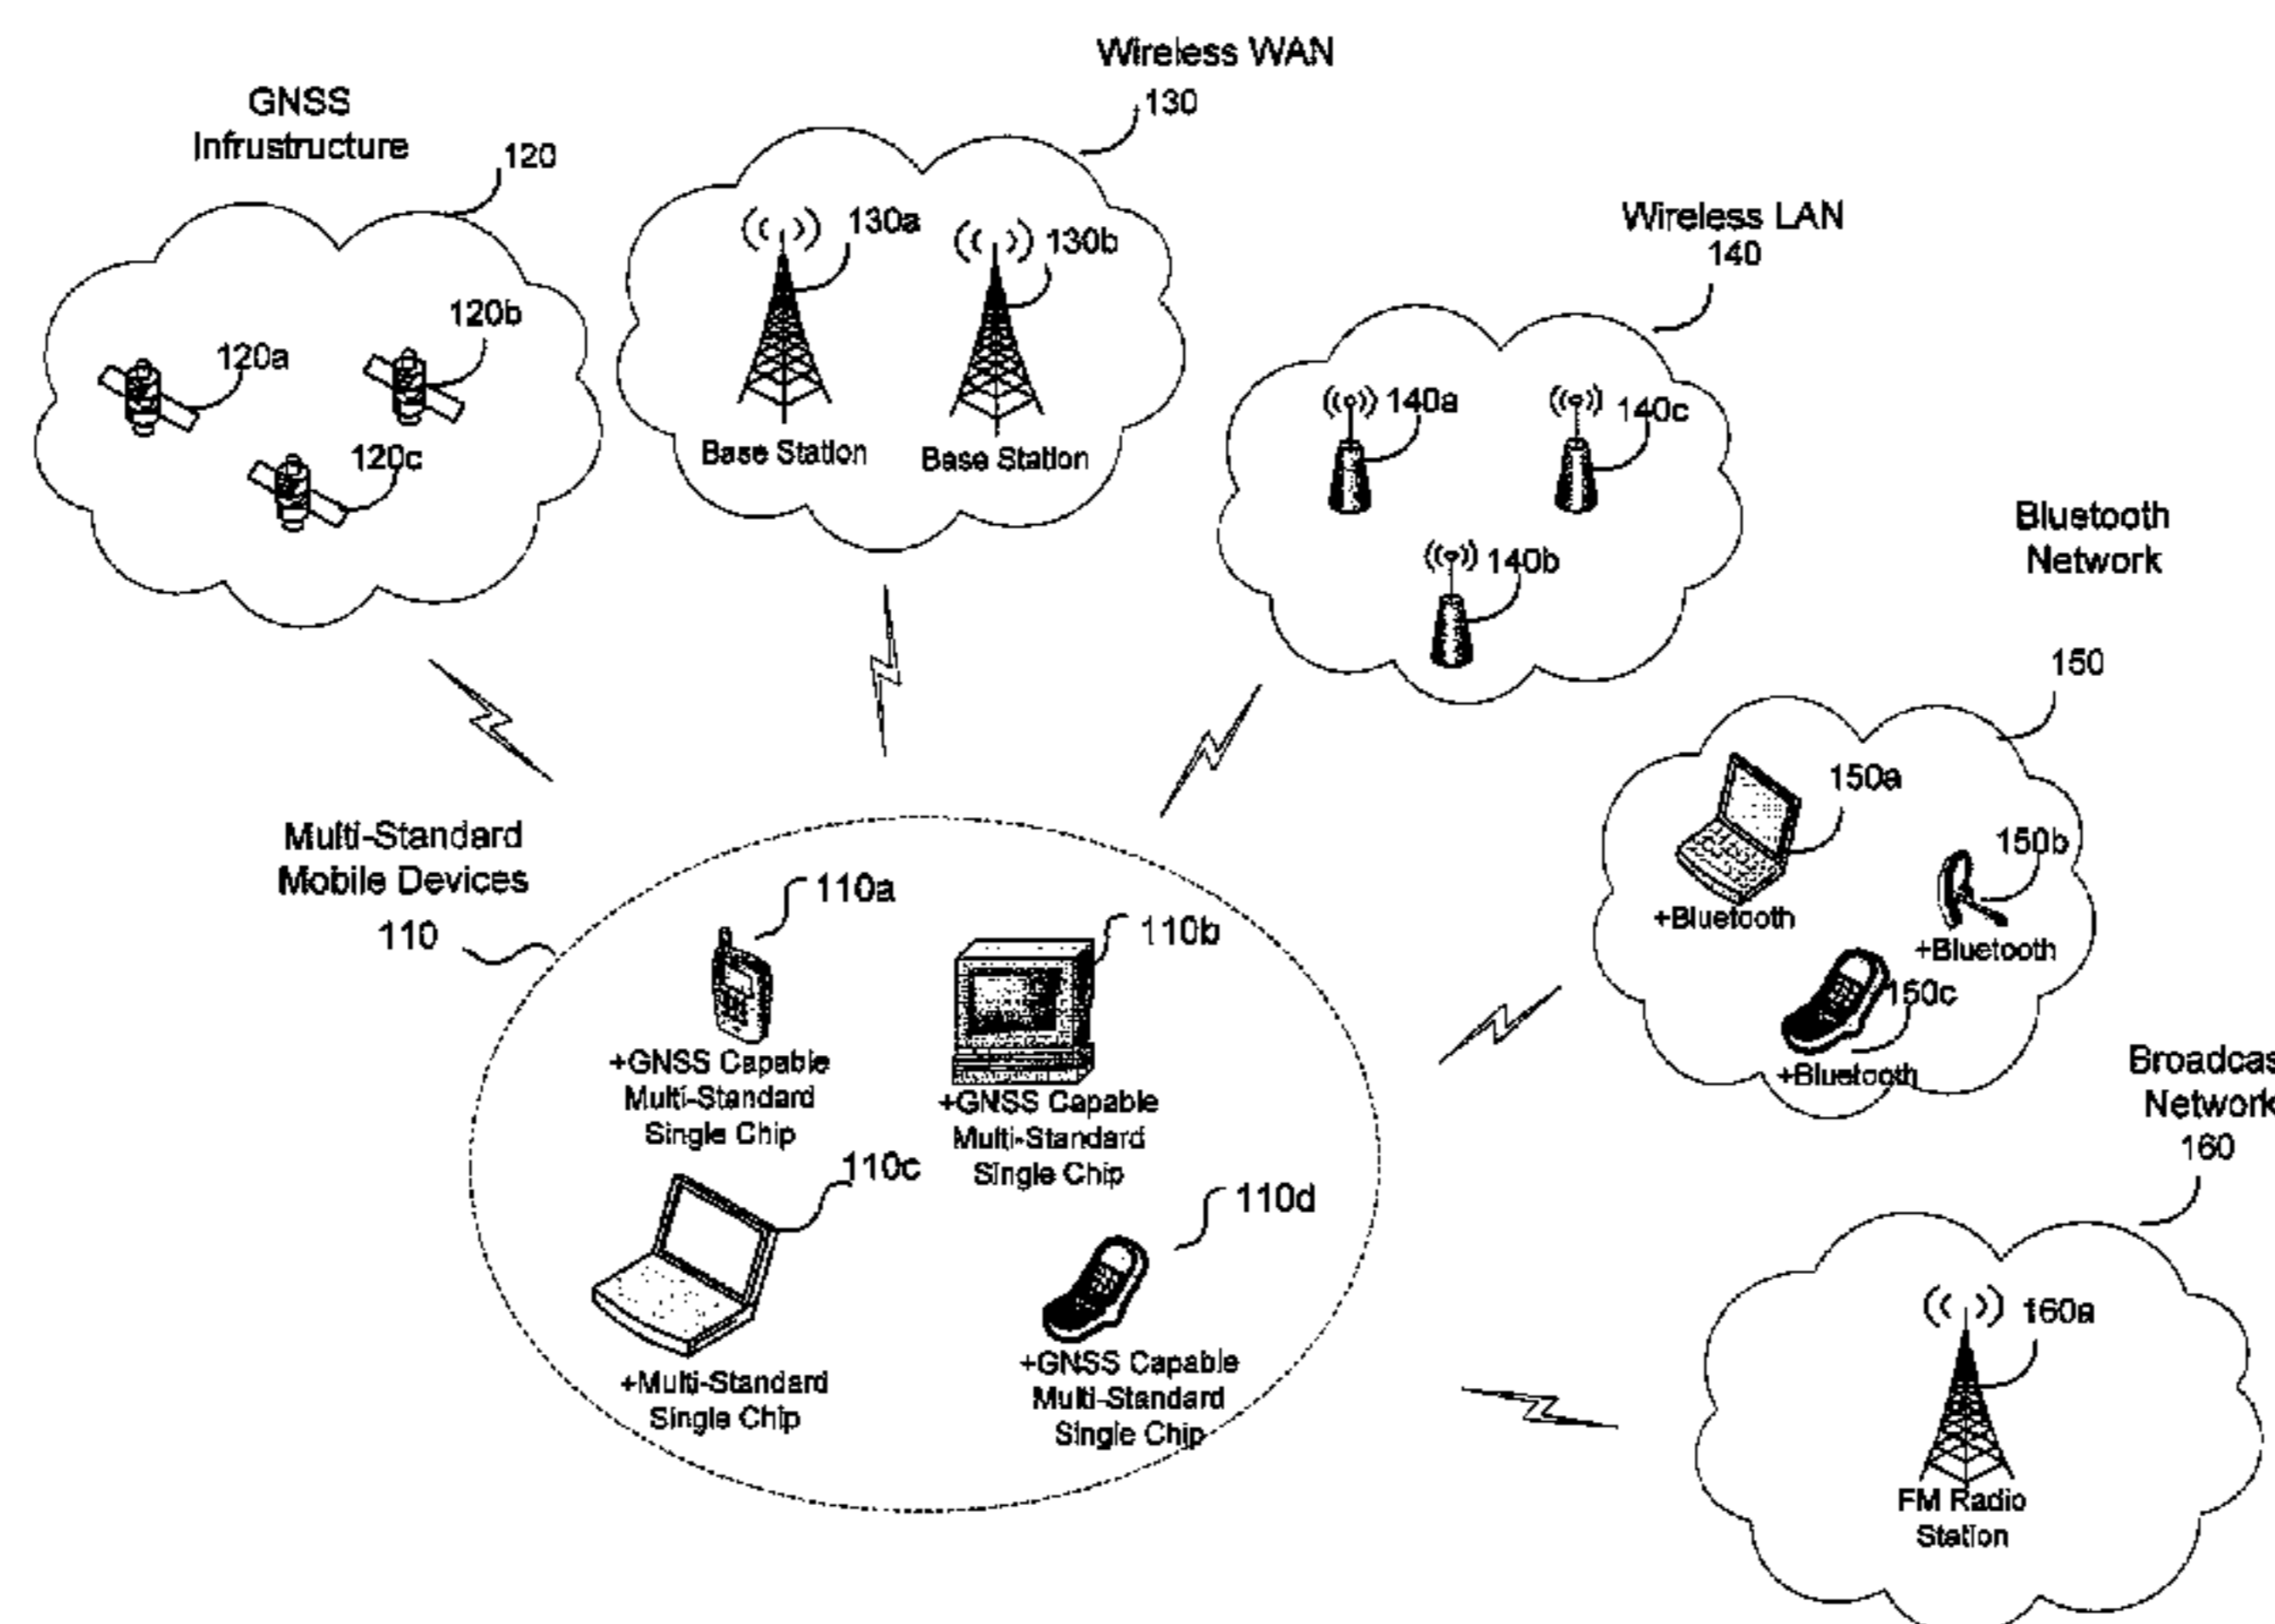 Wireless WAN
130
GNSS
Infrustructure
120
130a
130b
Base Station
Base Station
120a
120b
120c
Wireless LAN
140
140a
140c
140b
Bluetooth
Network
150
150a
+Bluetooth
150b
+Bluetooth
150c
+Bluetooth
Multi-Standard
Mobile Devices
110
110a
+GNSS Capable
Multi-Standard
Single Chip
110b
+GNSS Capable
Multi-Standard
Single Chip
110c
+Multi-Standard
Single Chip
110d
+GNSS Capable
Multi-Standard
Single Chip
Broadcas
Network
160
160a
FM Radio
Station